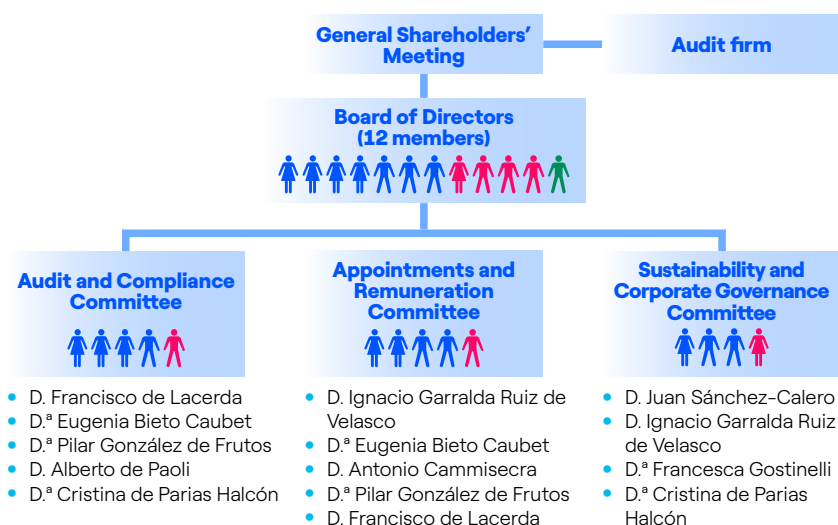 General Shareholders’
Meeting
Audit firm
Board of Directors
(12 members)
Audit and Compliance
Committee
• D. Francisco de Lacerda
• D.ª Eugenia Bieto Caubet
• D.ª Pilar González de Frutos
• D. Alberto de Paoli
• D.ª Cristina de Parias Halcón
Appointments and
Remuneration
Committee
• D. Ignacio Garralda Ruiz de
Velasco
• D.ª Eugenia Bieto Caubet
• D. Antonio Cammisecra
• D.ª Pilar González de Frutos
• D. Francisco de Lacerda
Sustainability and
Corporate Governance
Committee
• D. Juan Sánchez-Calero
• D. Ignacio Garralda Ruiz
de Velasco
• D.ª Francesca Gostinelli
• D.ª Cristina de Parias
Halcón